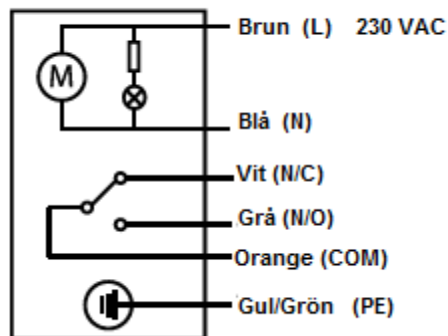 Brun (L) 230 VAC
M
Blå (N)
Vit (N/C)
Grå (N/O)
Orange (COM)
Gul/Grön (PE)